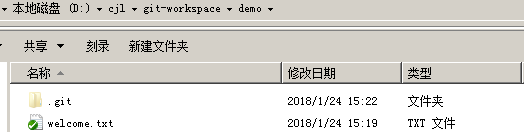 本地磁盘 (D:) ▸ cjl ▸ git-workspace ▸ demo ▸
共享 ▾ 刻录 新建文件夹
名称 修改日期 类型
.git 2018/1/24 15:22 文件夹
welcome.txt 2018/1/24 15:19 TXT 文件